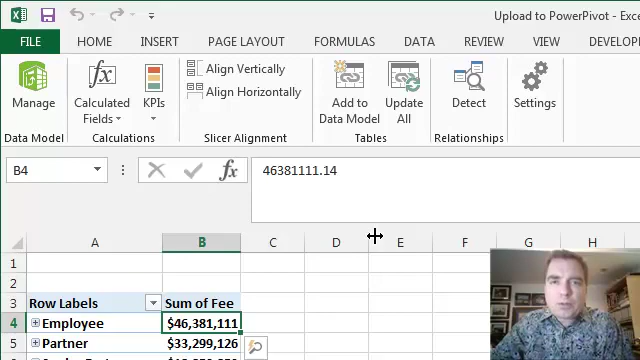 Upload to PowerPivot - Exce
FILE HOME INSERT PAGE LAYOUT FORMULAS DATA REVIEW VIEW DEVELOP
Manage
Calculated Fields
KPIs
Align Vertically
Align Horizontally
Add to Data Model
Update All
Detect
Settings
Data Model Calculations Slicer Alignment Tables Relationships
B4 fx 46381111.14
A B C D E F G H
1
2
3 Row Labels Sum of Fee
4 Employee $46,381,111
5 Partner $33,299,126